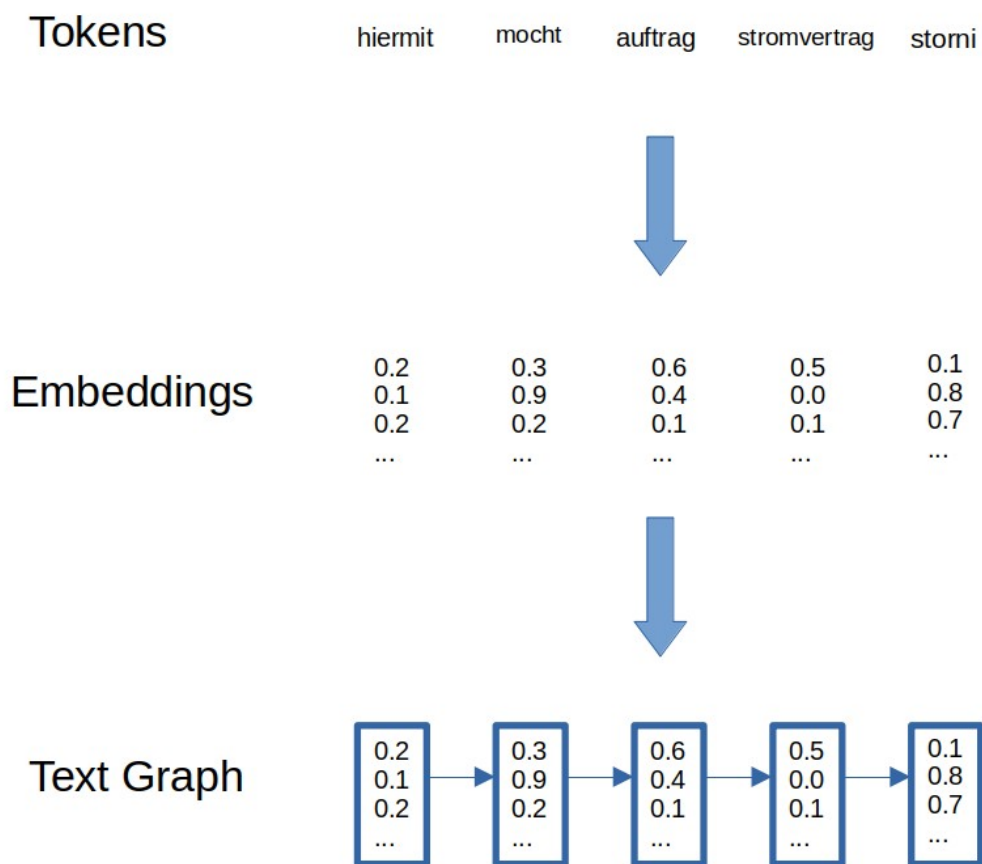 Tokens hiermit mocht auftrag stromvertrag storni
Embeddings
0.2 0.3 0.6 0.5 0.1
0.1 0.9 0.4 0.0 0.8
0.2 0.2 0.1 0.1 0.7
... ... ... ... ...
Text Graph
0.2 0.3 0.6 0.5 0.1
0.1 0.9 0.4 0.0 0.8
0.2 0.2 0.1 0.1 0.7
... ... ... ... ...